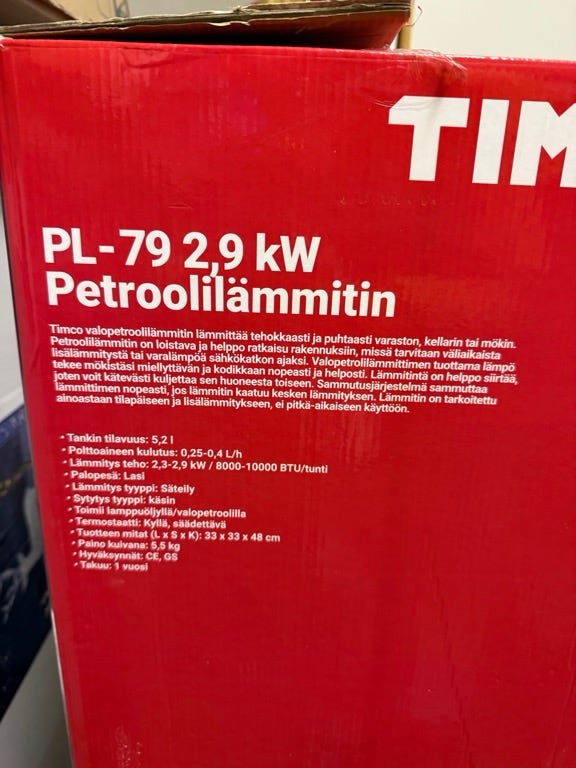 TIM
PL-79 2,9 kW
Petroolilämmitin
Timco valopetroolilämmitin lämmittää tehokkaasti ja puhtaasti varaston, kellarin tai mökin.
Petroolilämmitin on loistava ja helppo ratkaisu rakennuksiin, missä tarvitaan väliaikaista
lisälämmitystä tai varalämpöä sähkökatkon ajaksi. Valopetroolilämmittimen tuottama lämpö
tekee mökistäsi miellyttävän ja kodikkaan nopeasti ja helposti. Lämmitintä on helppo siirtää,
joten voit kätevästi kuljettaa sen huoneesta toiseen. Sammutusjärjestelmä sammuttaa
lämmittimen nopeasti, jos lämmitin kaatuu kesken lämmityksen. Lämmitin on tarkoitettu
ainoastaan tilapäiseen ja lisälämmitykseen, ei pitkä-aikaiseen käyttöön.
• Tankin tilavuus: 5,2 l
• Polttoaineen kulutus: 0,25-0,4 L/h
• Lämmitys teho: 2,3-2,9 kW / 8000-10000 BTU/tunti
• Palopesä: Lasi
• Lämmitys tyyppi: Säteily
• Sytytys tyyppi: käsin
• Toimii lamppuöljyllä/valopetroolilla
• Termostaatti: Kyllä, säädettävä
• Tuotteen mitat (L x S x K): 33 x 33 x 48 cm
• Paino kuivana: 5,5 kg
• Hyväksynnät: CE, GS
• Takuu: 1 vuosi